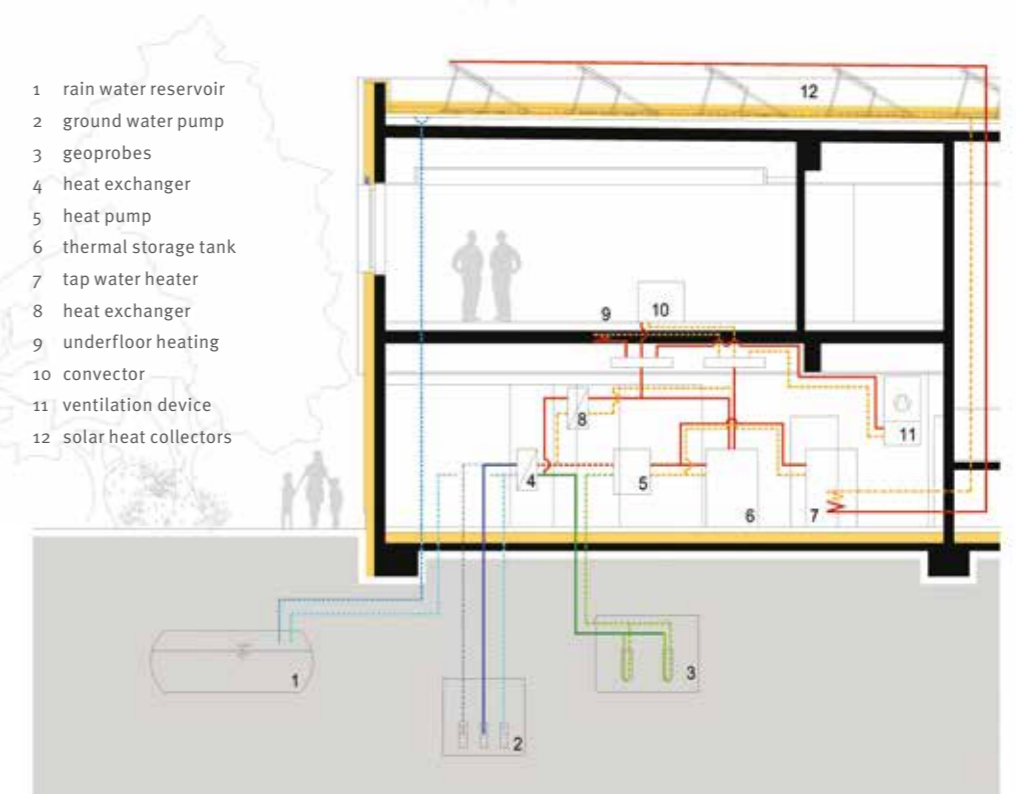 1 rain water reservoir
2 ground water pump
3 geoprobes
4 heat exchanger
5 heat pump
6 thermal storage tank
7 tap water heater
8 heat exchanger
9 underfloor heating
10 convector
11 ventilation device
12 solar heat collectors
12
9
10
8
11
4
5
6
7
1
3
2